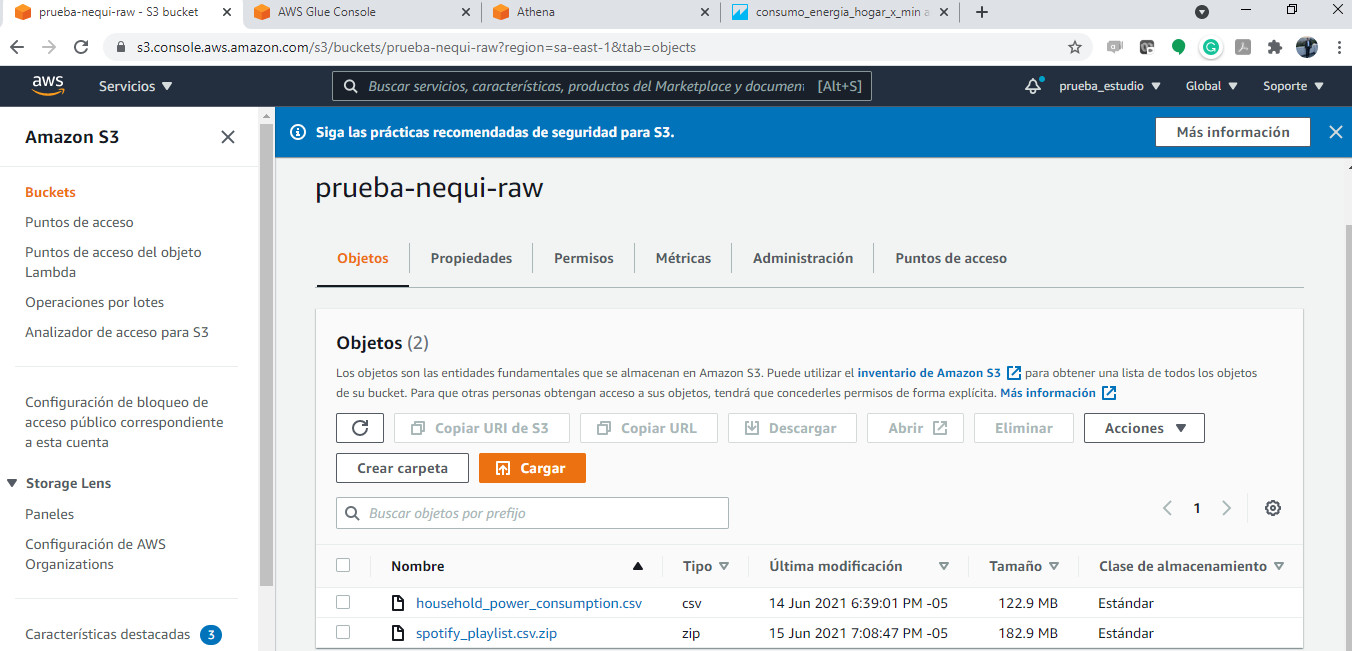 prueba-nequi-raw - S3 bucket
AWS Glue Console
Athena
consumo_energia_hogar_x_min a
s3.console.aws.amazon.com/s3/buckets/prueba-nequi-raw?region=sa-east-1&tab=objects
aws
Servicios
Buscar servicios, características, productos del Marketplace y documen
[Alt+S]
prueba_estudio
Global
Soporte
Amazon S3
Siga las prácticas recomendadas de seguridad para S3.
Más información
Buckets
Puntos de acceso
Puntos de acceso del objeto
Lambda
Operaciones por lotes
Analizador de acceso para S3
Configuración de bloqueo de
acceso público correspondiente
a esta cuenta
Storage Lens
Paneles
Configuración de AWS
Organizations
Características destacadas
3
prueba-nequi-raw
Objetos
Propiedades
Permisos
Métricas
Administración
Puntos de acceso
Objetos (2)
Los objetos son las entidades fundamentales que se almacenan en Amazon S3. Puede utilizar el inventario de Amazon S3 para obtener una lista de todos los objetos
de su bucket. Para que otras personas obtengan acceso a sus objetos, tendrá que concederles permisos de forma explícita. Más información
Copiar URI de S3
Copiar URL
Descargar
Abrir
Eliminar
Acciones
Crear carpeta
Cargar
Buscar objetos por prefijo
1
Nombre
Tipo
Última modificación
Tamaño
Clase de almacenamiento
household_power_consumption.csv
csv
14 Jun 2021 6:39:01 PM -05
122.9 MB
Estándar
spotify_playlist.csv.zip
zip
15 Jun 2021 7:08:47 PM -05
182.9 MB
Estándar